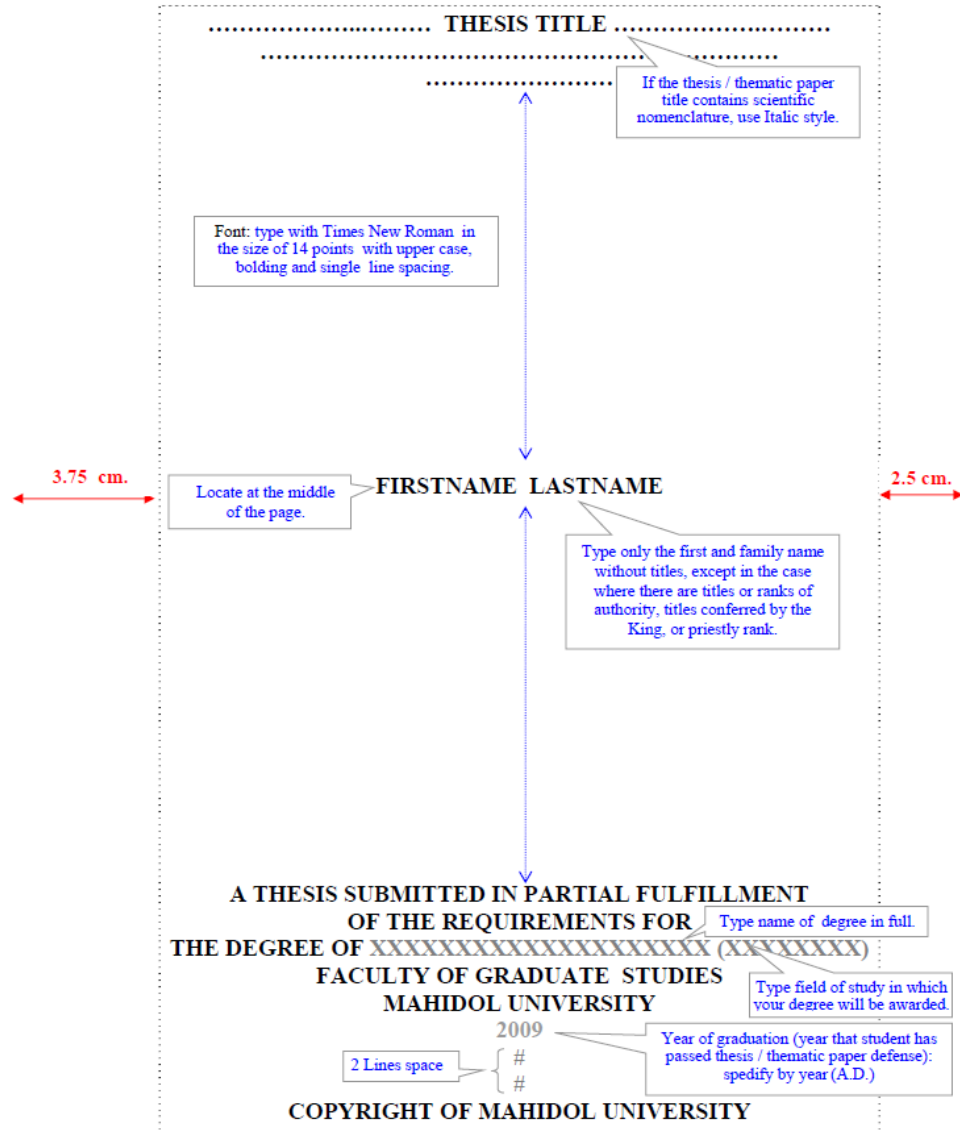 ………………...……… THESIS TITLE ………………..………
……………………………………………………………
……………………
If the thesis / thematic paper
title contains scientific
nomenclature, use Italic style.
Font: type with Times New Roman in
the size of 14 points with upper case,
bolding and single line spacing.
3.75 cm.
Locate at the middle
of the page.
FIRSTNAME LASTNAME
2.5 cm.
Type only the first and family name
without titles, except in the case
where there are titles or ranks of
authority, titles conferred by the
King, or priestly rank.
A THESIS SUBMITTED IN PARTIAL FULFILLMENT
OF THE REQUIREMENTS FOR
Type name of degree in full.
THE DEGREE OF XXXXXXXXXXXXXXXXXXXX (XXXXXXXX)
FACULTY OF GRADUATE STUDIES
Type field of study in which
your degree will be awarded.
MAHIDOL UNIVERSITY
2009
Year of graduation (year that student has
passed thesis / thematic paper defense):
spedify by year (A.D.)
2 Lines space
#
#
COPYRIGHT OF MAHIDOL UNIVERSITY